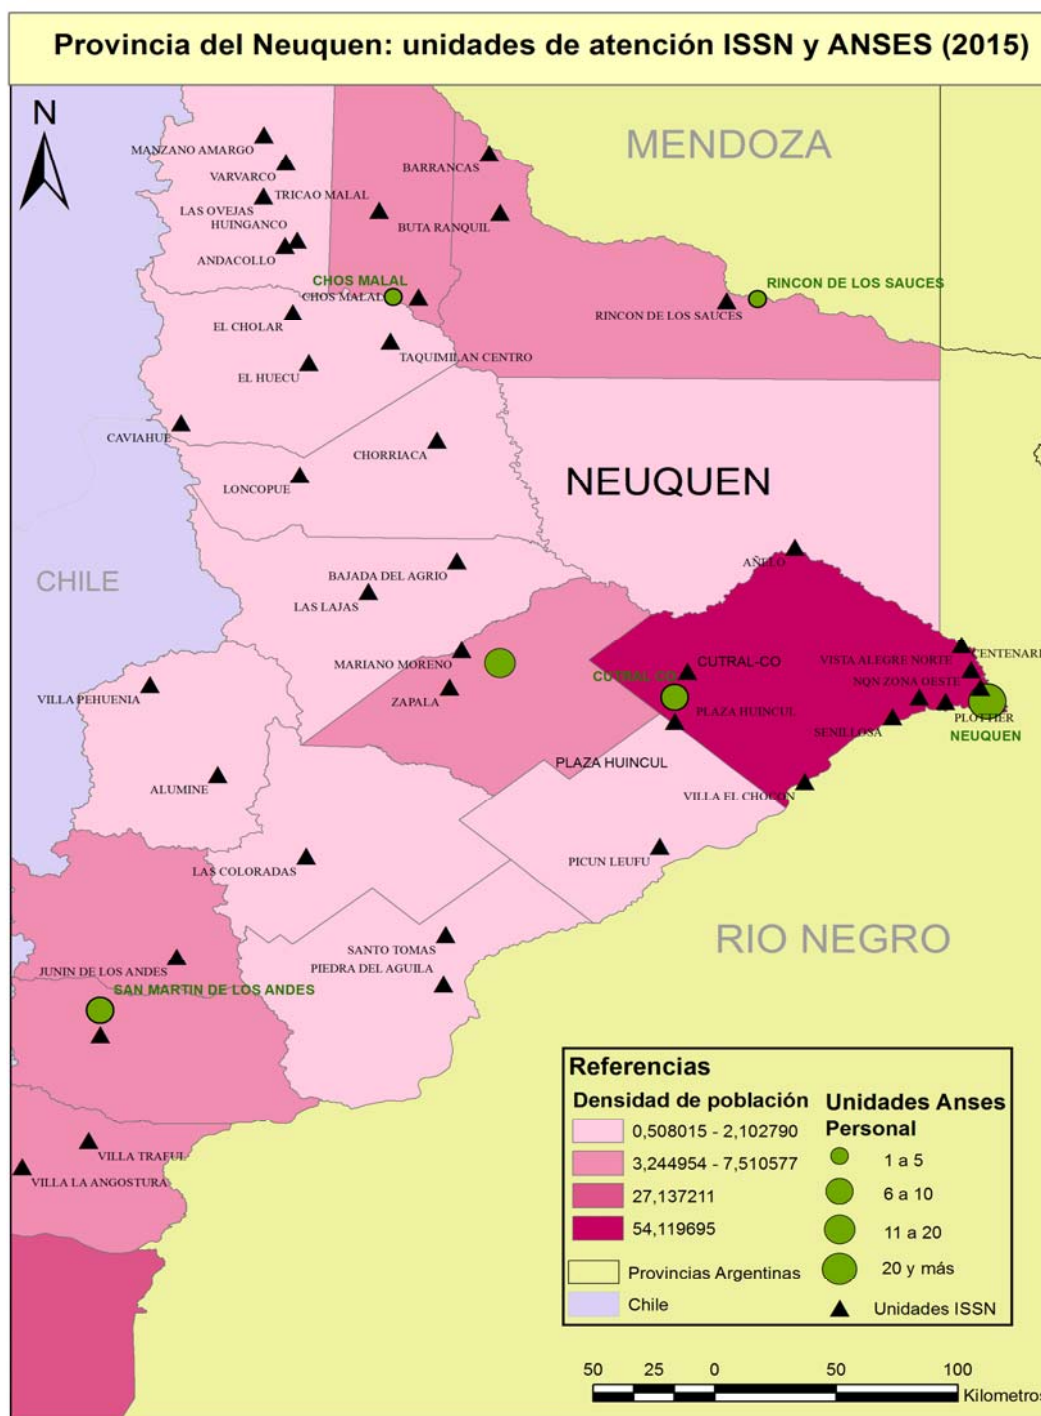 Provincia del Neuquen: unidades de atención ISSN y ANSES (2015)
N
MENDOZA
MANZANO AMARGO
BARRANCAS
VARVARCO
TRICAO MALAL
LAS OVEJAS
HUINGANCO
BUTA RANQUIL
ANDACOLLO
CHOS MALAL
RINCON DE LOS SAUCES
CHOS MALAL
RINCON DE LOS SAUCES
EL CHOLAR
TAQUIMILAN CENTRO
EL HUECU
CAVIAHUE
CHORRIACA
NEUQUEN
LONCOPUE
AÑELO
BAJADA DEL AGRIO
CHILE
LAS LAJAS
MARIANO MORENO
CUTRAL-CO
VISTA ALEGRE NORTE
CENTENARI
CUTRAL CO
NQN ZONA OESTE
VILLA PEHUENIA
ZAPALA
PLAZA HUINCUL
PLOTTIER
SENILLOSA
NEUQUEN
PLAZA HUINCUL
ALUMINE
VILLA EL CHOCON
PICUN LEUFU
LAS COLORADAS
RIO NEGRO
SANTO TOMAS
JUNIN DE LOS ANDES
PIEDRA DEL AGUILA
SAN MARTIN DE LOS ANDES
VILLA TRAFUL
VILLA LA ANGOSTURA
Referencias
Densidad de población
0,508015 - 2,102790
3,244954 - 7,510577
27,137211
54,119695
Provincias Argentinas
Chile
Unidades Anses
Personal
1 a 5
6 a 10
11 a 20
20 y más
Unidades ISSN
50 25 0 50 100
Kilometros